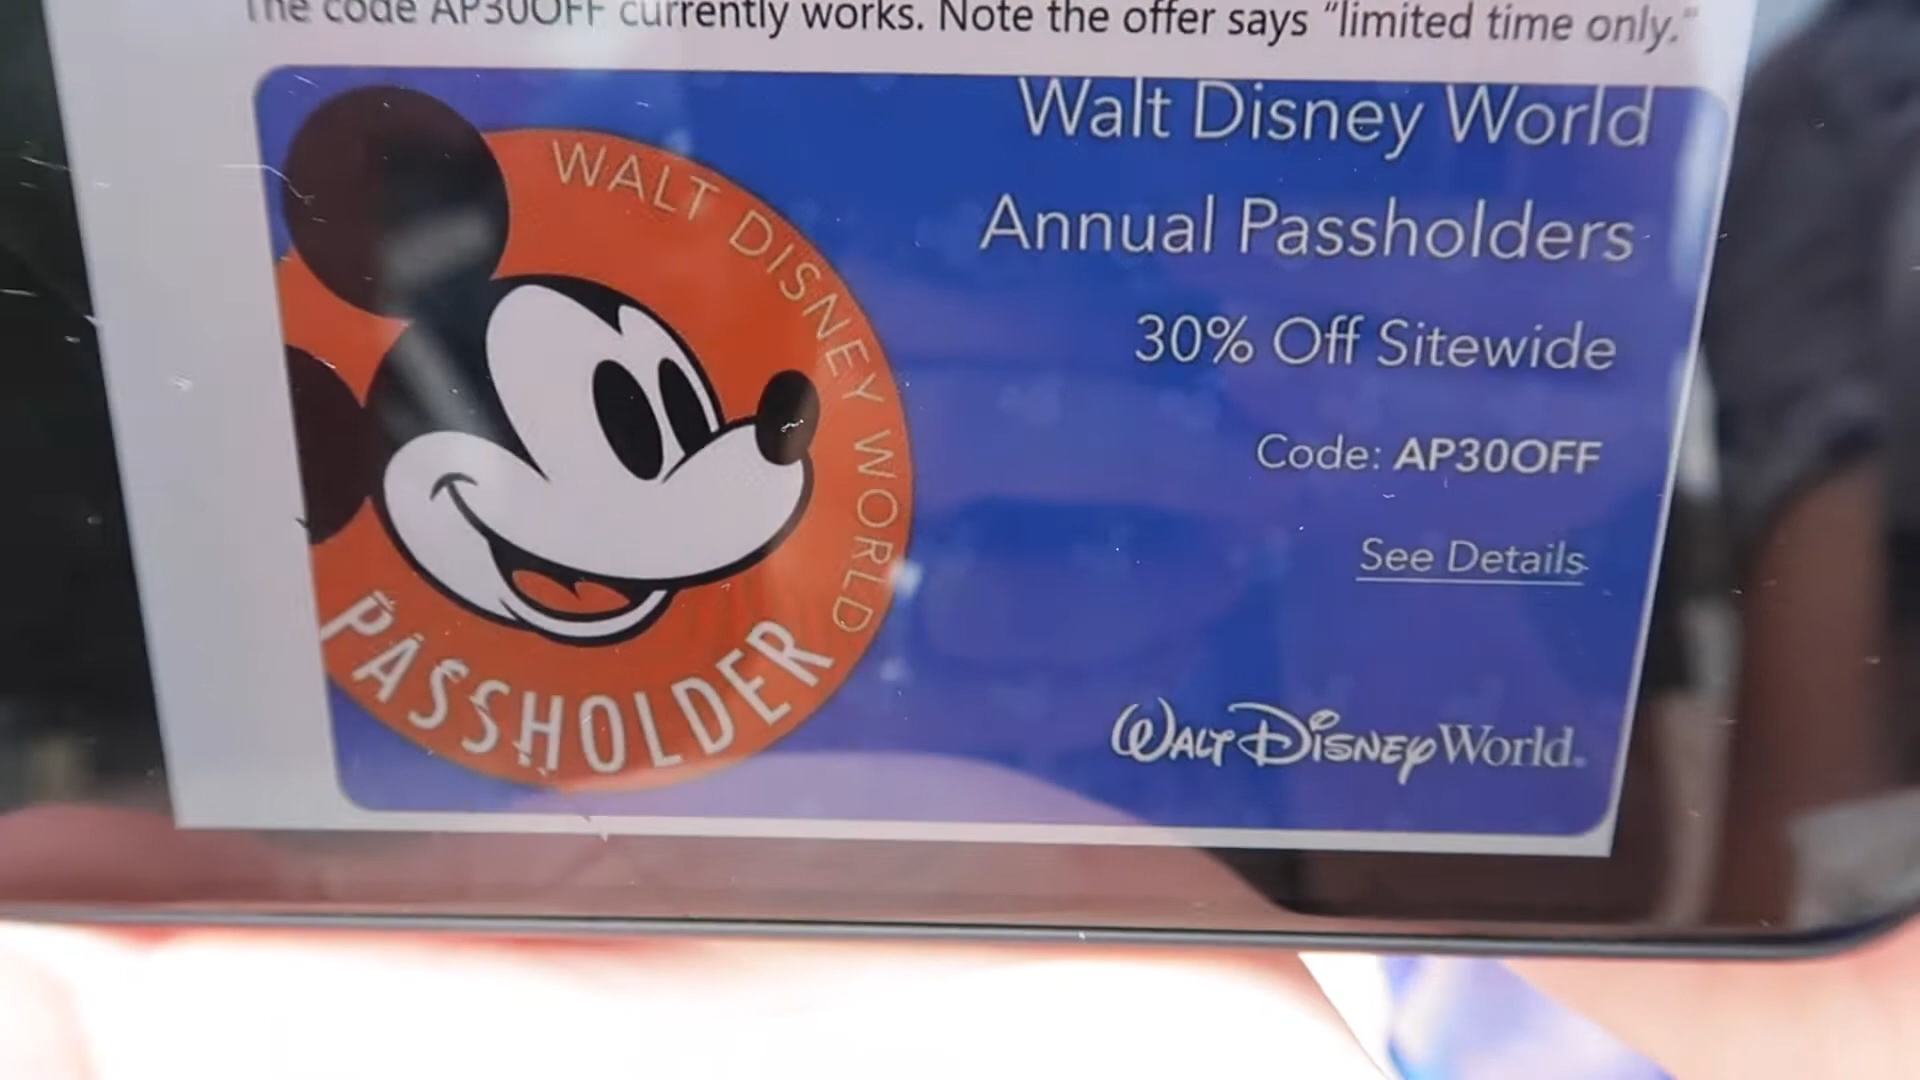 The code AP30OFF currently works. Note the offer says “limited time only.”
WALT DISNEY WORLD
PASSHOLDER
Walt Disney World
Annual Passholders
30% Off Sitewide
Code: AP30OFF
See Details
WALT DISNEY World.